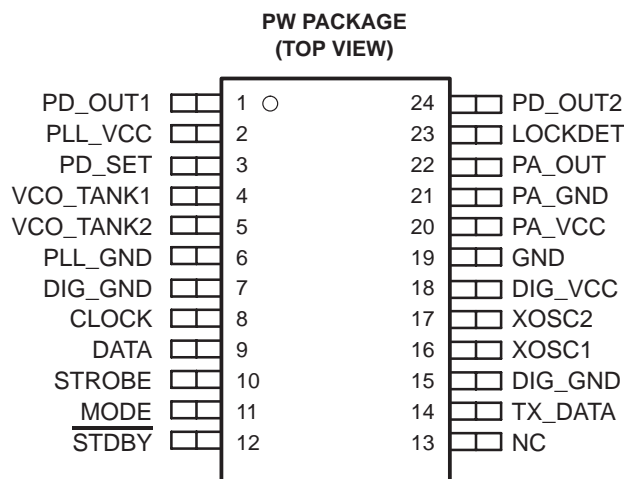 PW PACKAGE
(TOP VIEW)
PD_OUT1 1 24 PD_OUT2
PLL_VCC 2 23 LOCKDET
PD_SET 3 22 PA_OUT
VCO_TANK1 4 21 PA_GND
VCO_TANK2 5 20 PA_VCC
PLL_GND 6 19 GND
DIG_GND 7 18 DIG_VCC
CLOCK 8 17 XOSC2
DATA 9 16 XOSC1
STROBE 10 15 DIG_GND
MODE 11 14 TX_DATA
STDBY 12 13 NC